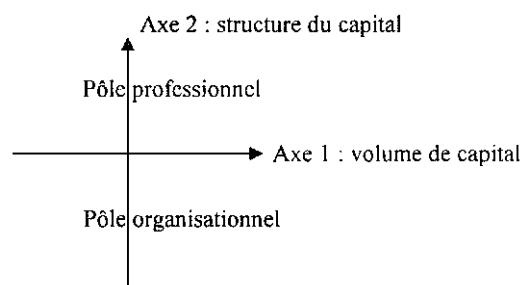 Axe 2 : structure du capital
Pôle professionnel
Axe 1 : volume de capital
Pôle organisationnel